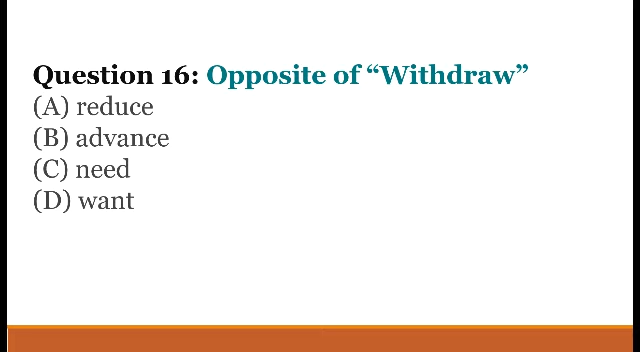 Question 16: Opposite of “Withdraw”
(A) reduce
(B) advance
(C) need
(D) want